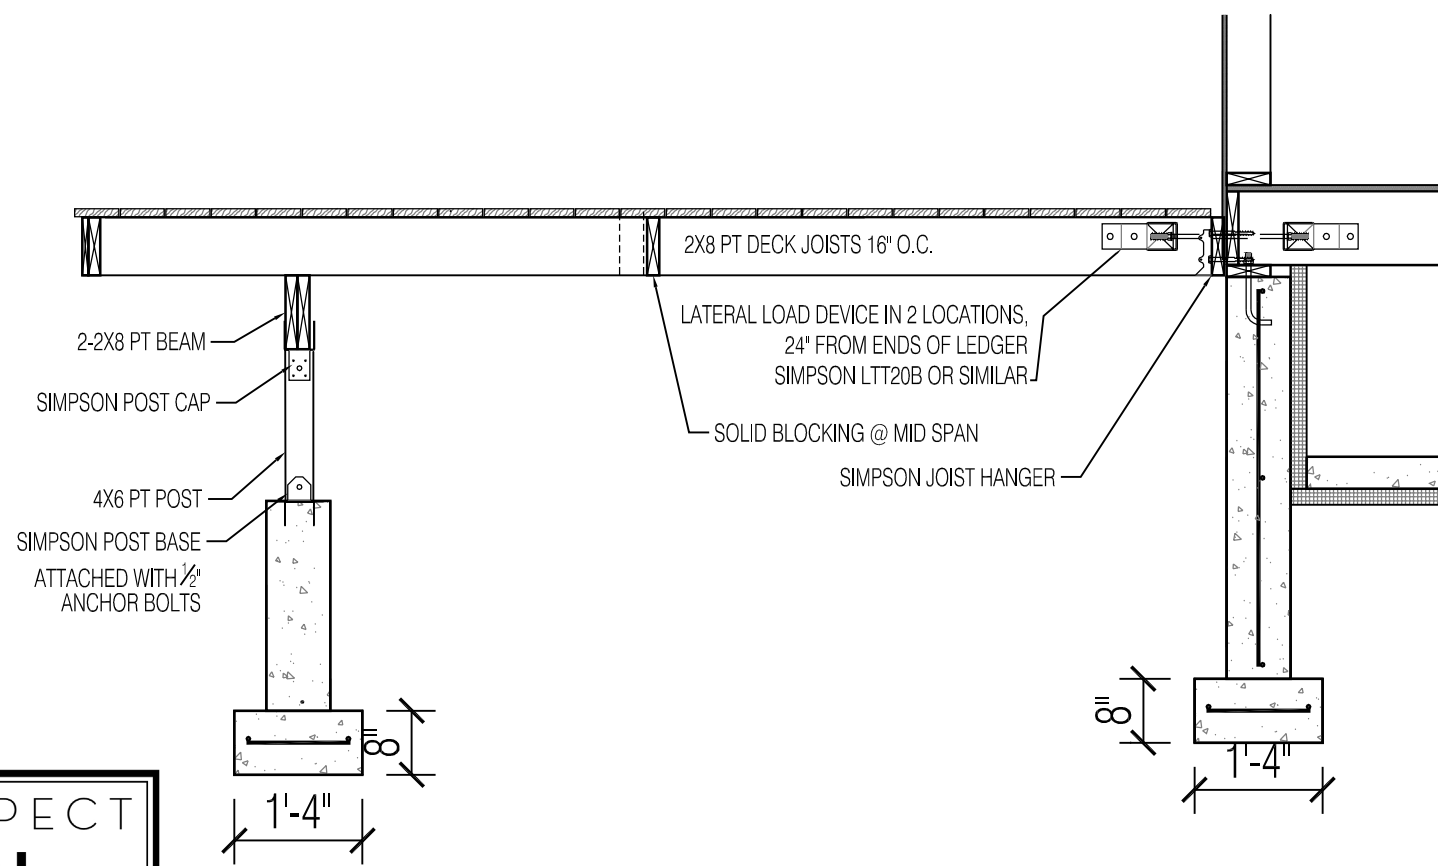 2X8 PT DECK JOISTS 16" O.C.
2-2X8 PT BEAM
SIMPSON POST CAP
4X6 PT POST
SIMPSON POST BASE
ATTACHED WITH 1/2"
ANCHOR BOLTS
LATERAL LOAD DEVICE IN 2 LOCATIONS,
24" FROM ENDS OF LEDGER
SIMPSON LTT20B OR SIMILAR
SOLID BLOCKING @ MID SPAN
SIMPSON JOIST HANGER
8"
1'-4"
8"
1'-4"
PECT